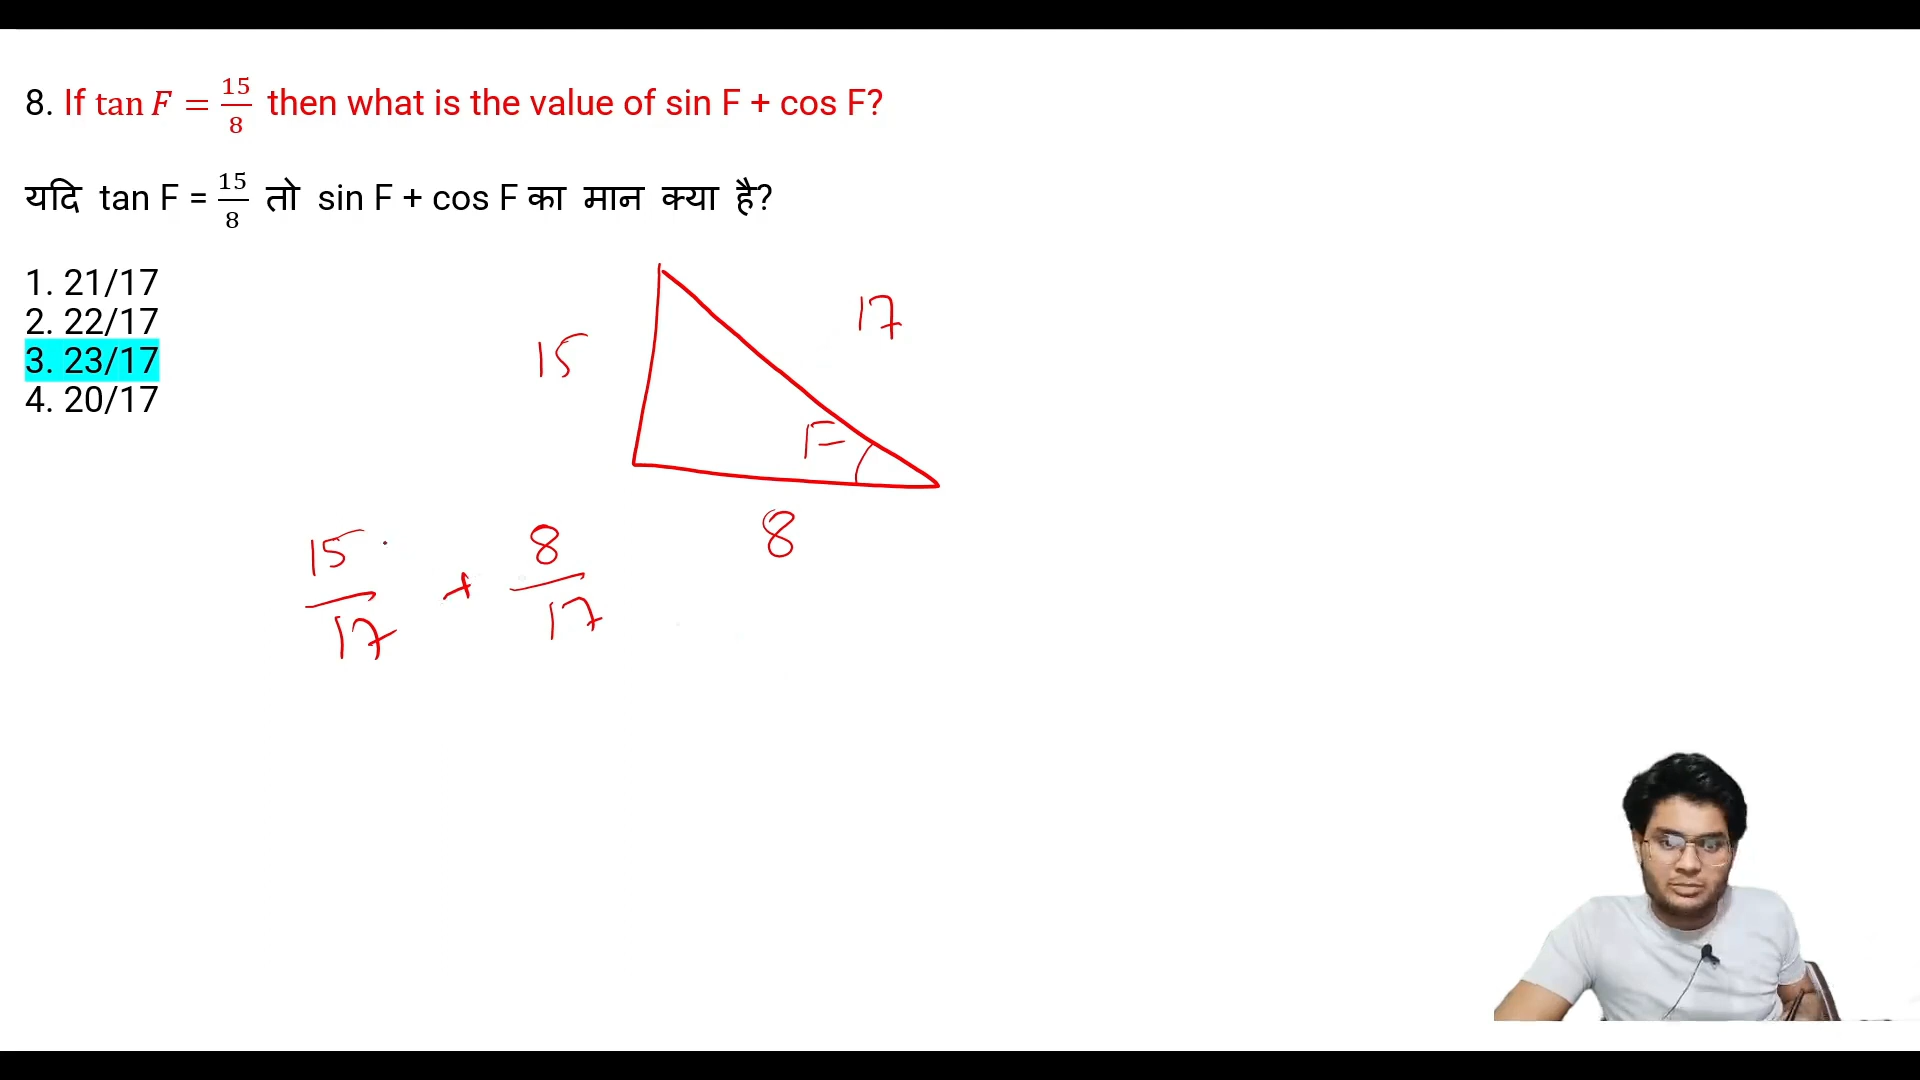 8. If tan F = 15/8 then what is the value of sin F + cos F?
यदि tan F = 15/8 तो sin F + cos F का मान क्या है?
1. 21/17
2. 22/17
3. 23/17
4. 20/17
17
15
F
8
15/17 + 8/17